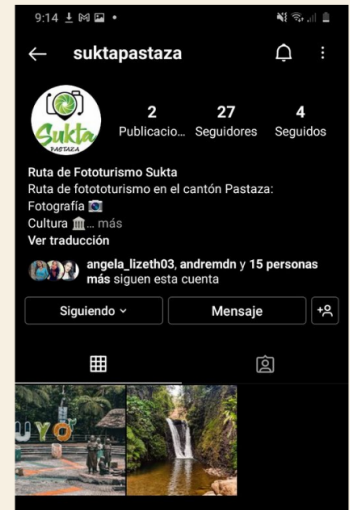 9:14
suktapastaza
Sukta
PASTAZA
2
Publicacio...
27
Seguidores
4
Seguidos
Ruta de Fototurismo Sukta
Ruta de fotototurismo en el cantón Pastaza:
Fotografía
Cultura ... más
Ver traducción
angela_lizeth03, andremdn y 15 personas
más siguen esta cuenta
Siguiendo
Mensaje
UYO